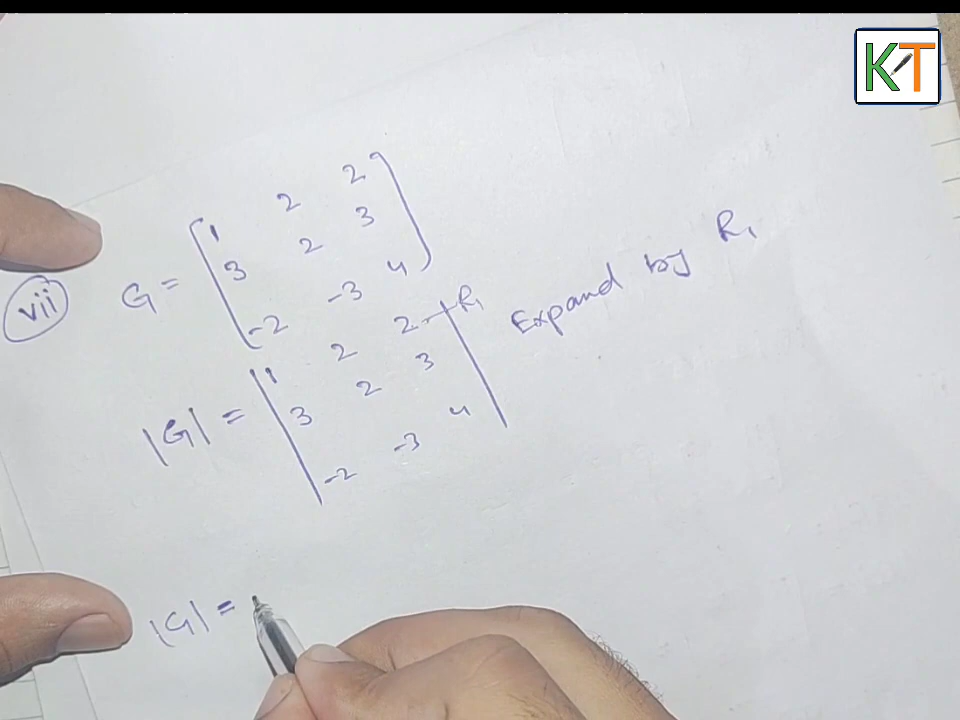 KT
1 2 2
(vii) G = 3 2 3
-2 -3 4
1 2 2 R₁ Expand by R₁
|G| = 3 2 3
-2 -3 4
|G| =